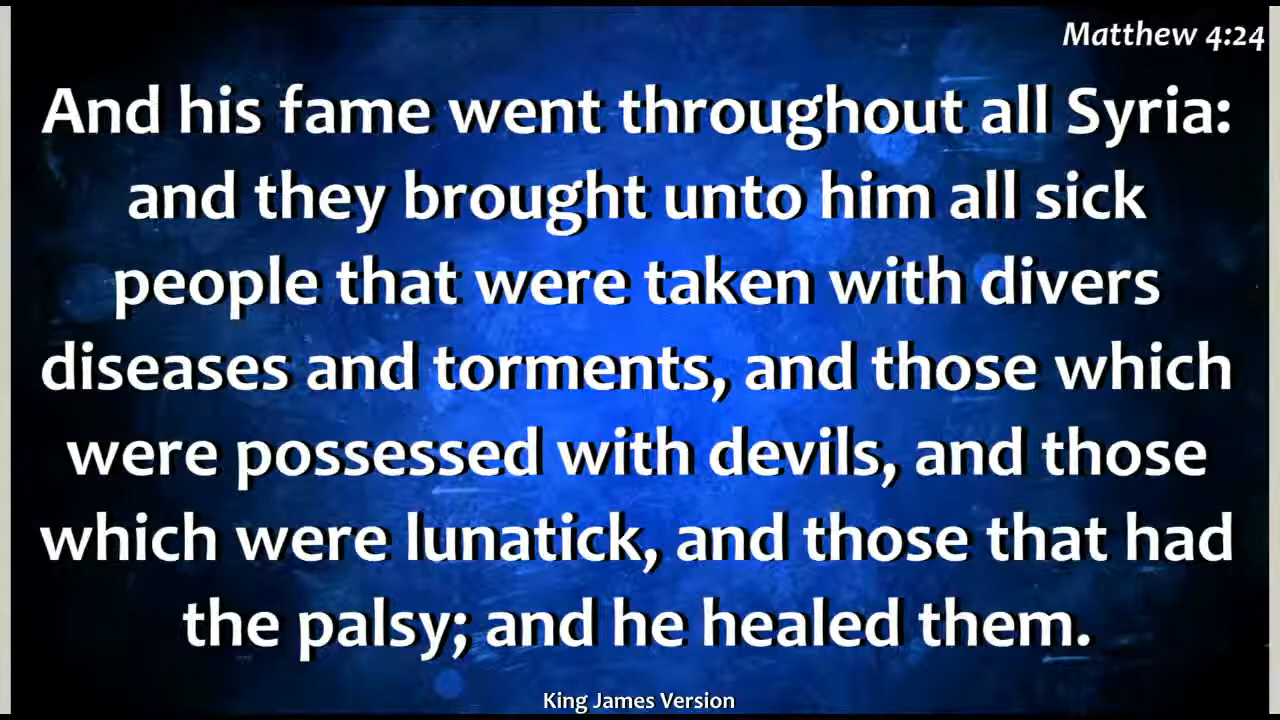 Matthew 4:24
And his fame went throughout all Syria:
and they brought unto him all sick
people that were taken with divers
diseases and torments, and those which
were possessed with devils, and those
which were lunatick, and those that had
the palsy; and he healed them.
King James Version